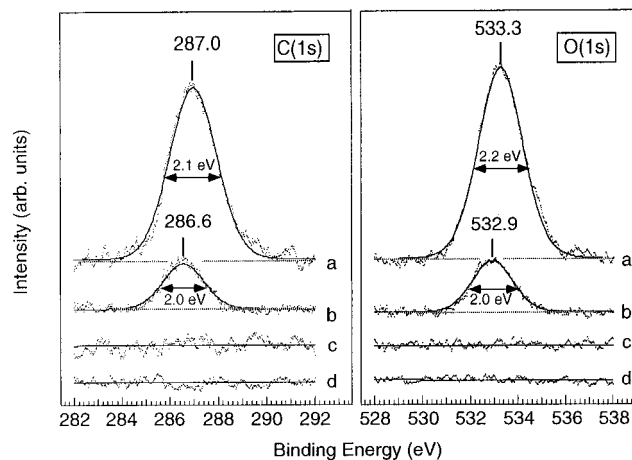 287.0
C(1s)
2.1 eV
286.6
2.0 eV
a
b
c
d
282 284 286 288 290 292
533.3
O(1s)
2.2 eV
532.9
2.0 eV
a
b
c
d
528 530 532 534 536 538
Intensity (arb. units)
Binding Energy (eV)